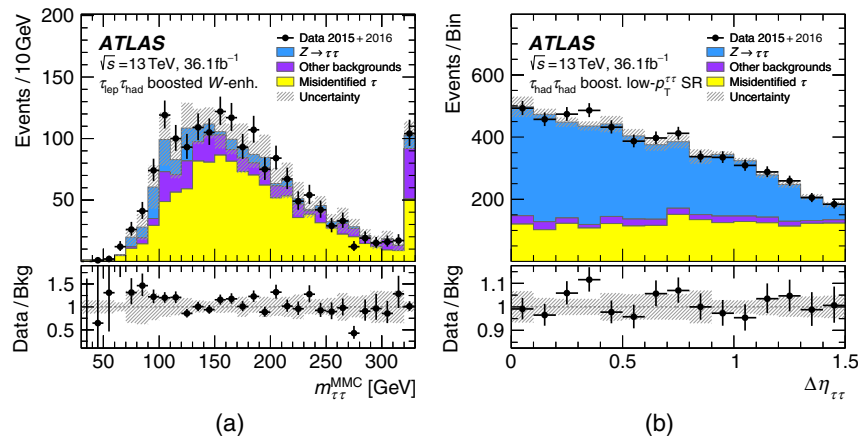 Events / 10 GeV
200
150
100
50
ATLAS
√s = 13 TeV, 36.1 fb⁻¹
τlep τhad boosted W-enh.
Data 2015 + 2016
Z → ττ
Other backgrounds
Misidentified τ
Uncertainty
Data / Bkg
1.5
1
0.5
50 100 150 200 250 300
m_ττ^MMC [GeV]
(a)
Events / Bin
600
400
200
ATLAS
√s = 13 TeV, 36.1 fb⁻¹
τhad τhad boost. low-p_T^ττ SR
Data 2015 + 2016
Z → ττ
Other backgrounds
Misidentified τ
Uncertainty
Data / Bkg
1.1
1
0.9
0 0.5 1 1.5
Δη_ττ
(b)